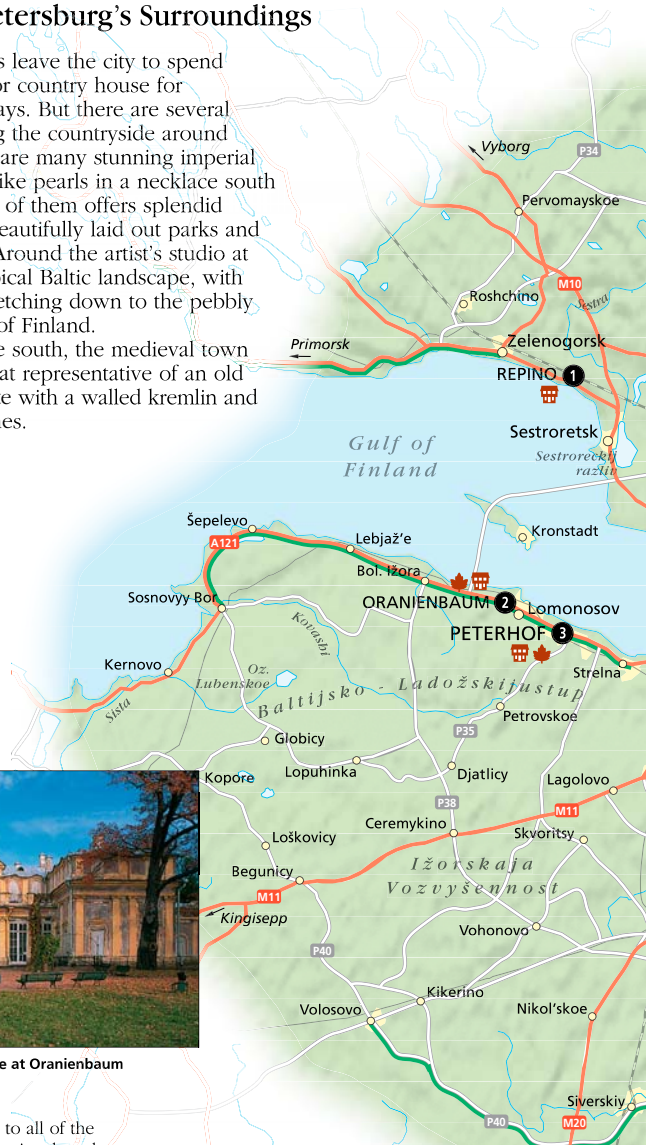 etersburg's Surroundings
s leave the city to spend
or country house for
ays. But there are several
g the countryside around
are many stunning imperial
ike pearls in a necklace south
of them offers splendid
eautifully laid out parks and
Around the artist's studio at
pical Baltic landscape, with
etching down to the pebbly
of Finland.
e south, the medieval town
at representative of an old
te with a walled kremlin and
nes.
Vyborg
P34
Pervomayskoe
M10
Roshchino
Sestra
Primorsk
Zelenogorsk
REPINO 1
Sestroretsk
Gulf of
Finland
Sestroreckij
razliv
Šepelevo
Kronstadt
A121
Lebjaž'e
Bol. Ižora
Sosnovyy Bor
ORANIENBAUM 2
Lomonosov
Kovashi
PETERHOF 3
Kernovo
Oz.
Lubenskoe
Strelna
Baltijsko - Ladožskijustup
Sista
Petrovskoe
P35
Globicy
Lopuhinka
Djatlicy
Kopore
Lagolovo
P38
M11
Ceremykino
Skvoritsy
Loškovicy
Ižorskaja
Vozvyšennost
Begunicy
M11
Kingisepp
Vohonovo
P40
Kikerino
Volosovo
Nikol'skoe
e at Oranienbaum
Siverskiy
P40
M20
to all of the